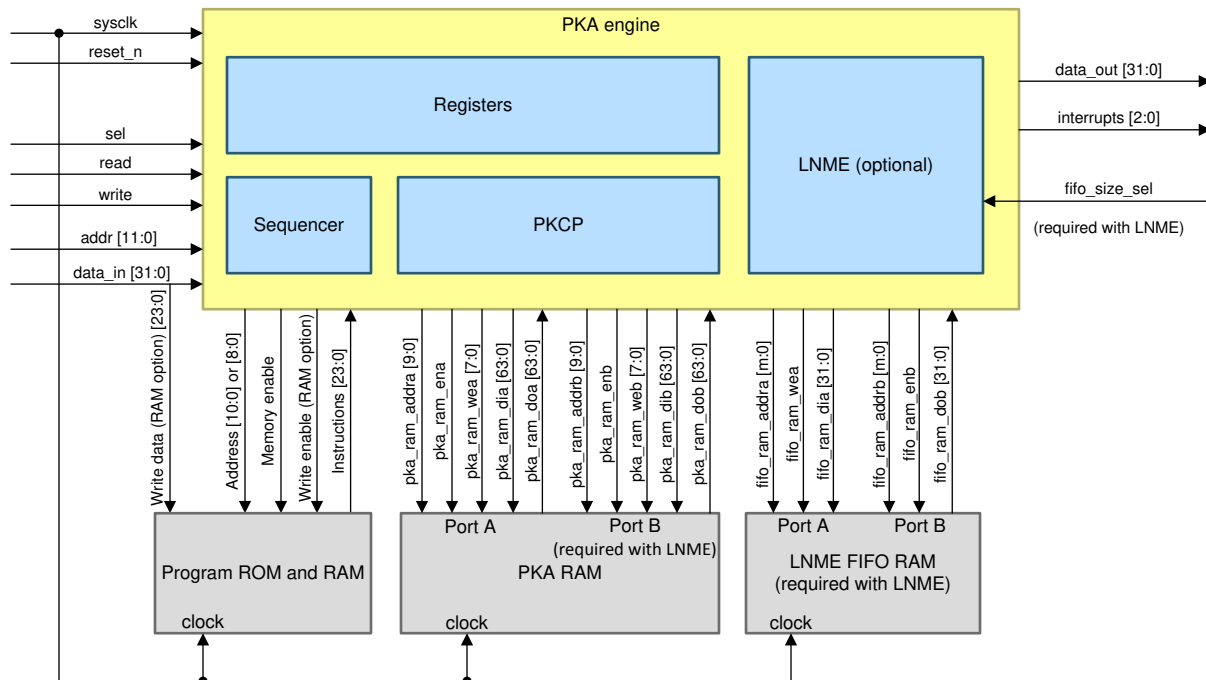 sysclk
PKA engine
reset_n
Registers
LNME (optional)
data_out [31:0]
interrupts [2:0]
sel
read
write
fifo_size_sel
(required with LNME)
Sequencer
PKCP
addr [11:0]
data_in [31:0]
Write data (RAM option) [23:0]
Address [10:0] or [8:0]
Memory enable
Write enable (RAM option)
Instructions [23:0]
pka_ram_addra [9:0]
pka_ram_ena
pka_ram_wea [7:0]
pka_ram_dia [63:0]
pka_ram_doa [63:0]
pka_ram_addrb [9:0]
pka_ram_enb
pka_ram_web [7:0]
pka_ram_dib [63:0]
pka_ram_dob [63:0]
fifo_ram_addra [m:0]
fifo_ram_wea
fifo_ram_dia [31:0]
fifo_ram_addrb [m:0]
fifo_ram_enb
fifo_ram_dob [31:0]
Program ROM and RAM
clock
Port A
Port B
(required with LNME)
PKA RAM
clock
Port A
Port B
LNME FIFO RAM
(required with LNME)
clock